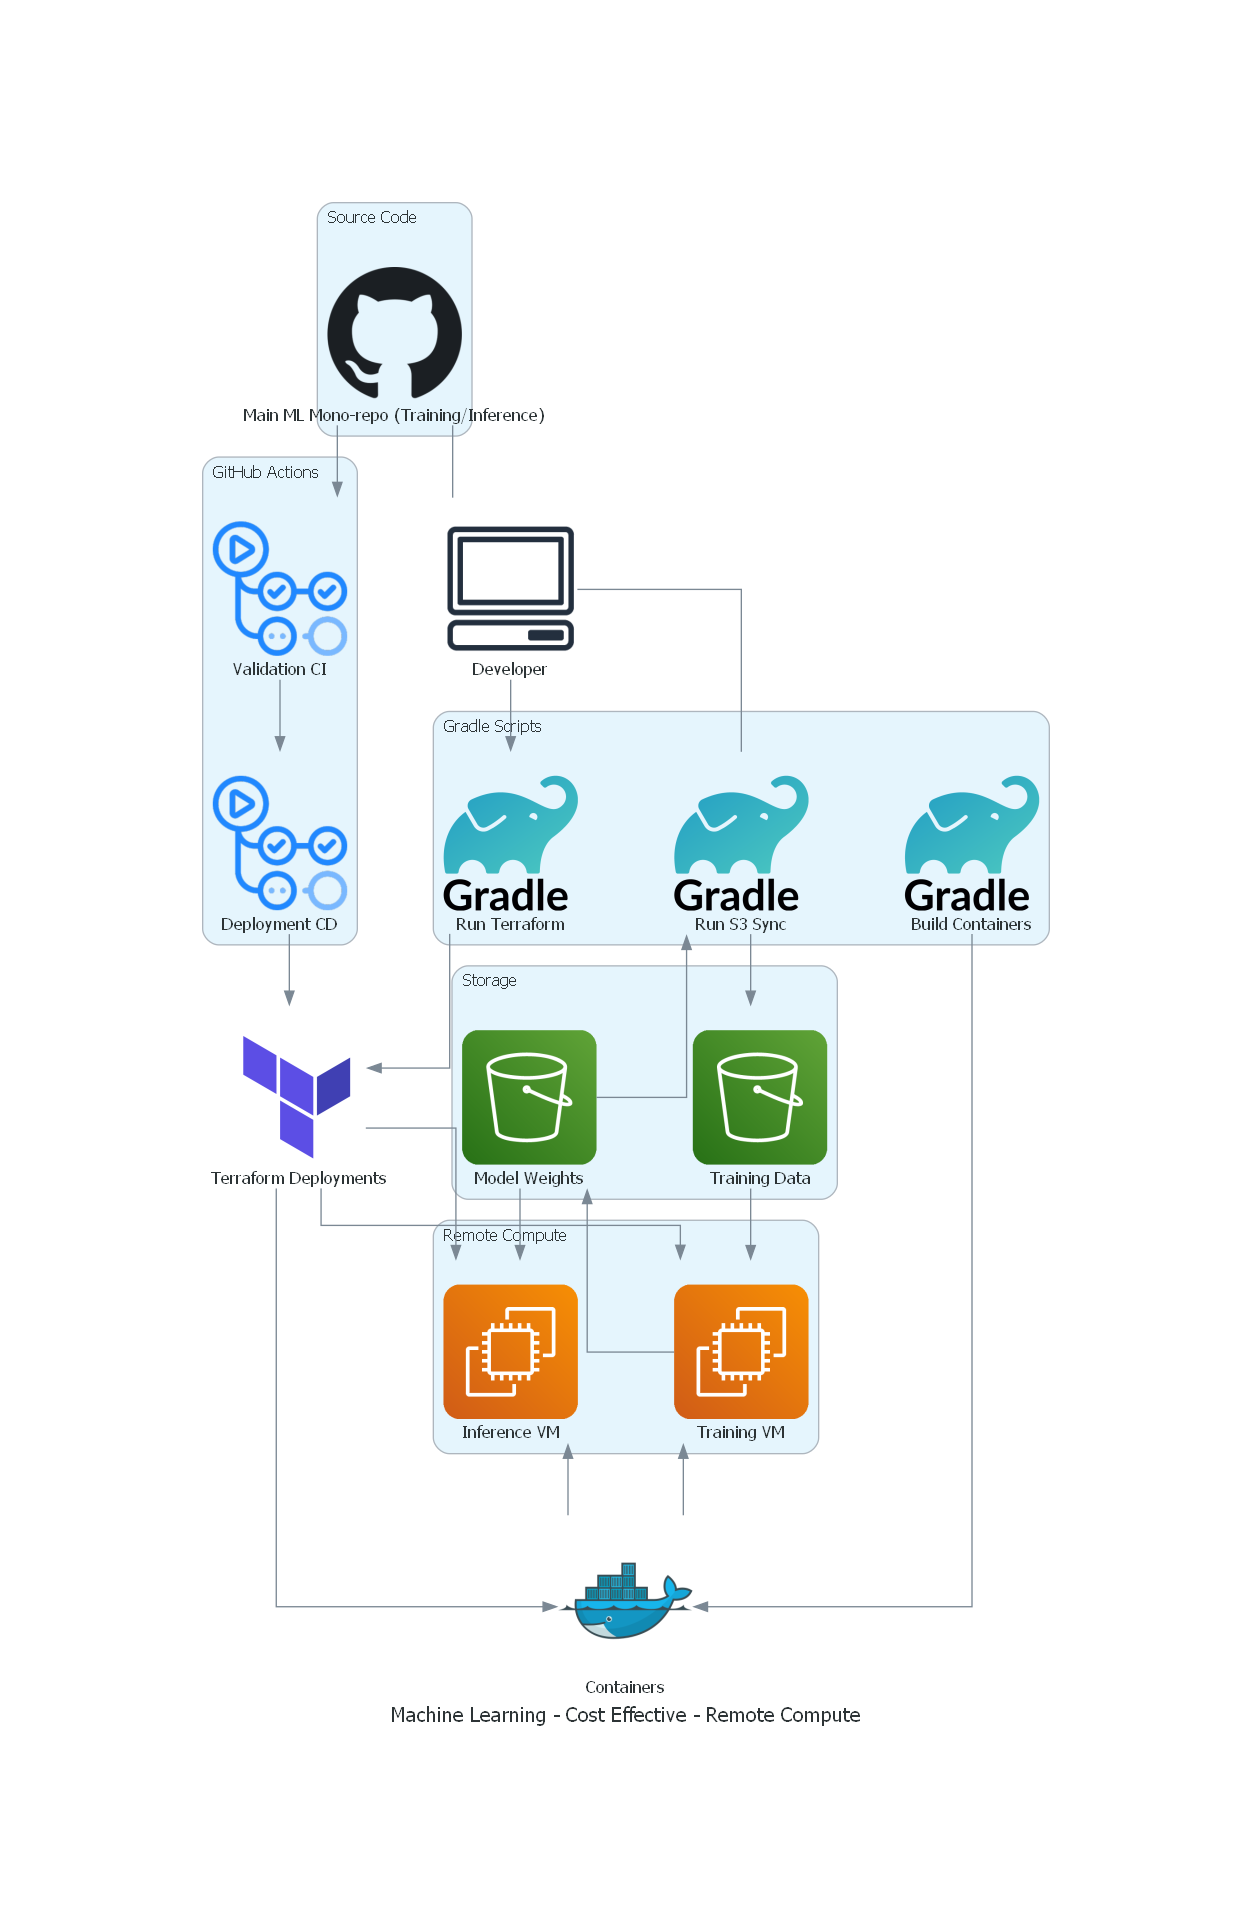 Source Code
Main ML Mono-repo (Training/Inference)
GitHub Actions
Validation CI
Developer
Gradle Scripts
Deployment CD
Gradle
Run Terraform
Gradle
Run S3 Sync
Gradle
Build Containers
Storage
Terraform Deployments
Model Weights
Training Data
Remote Compute
Inference VM
Training VM
Containers
Machine Learning - Cost Effective - Remote Compute